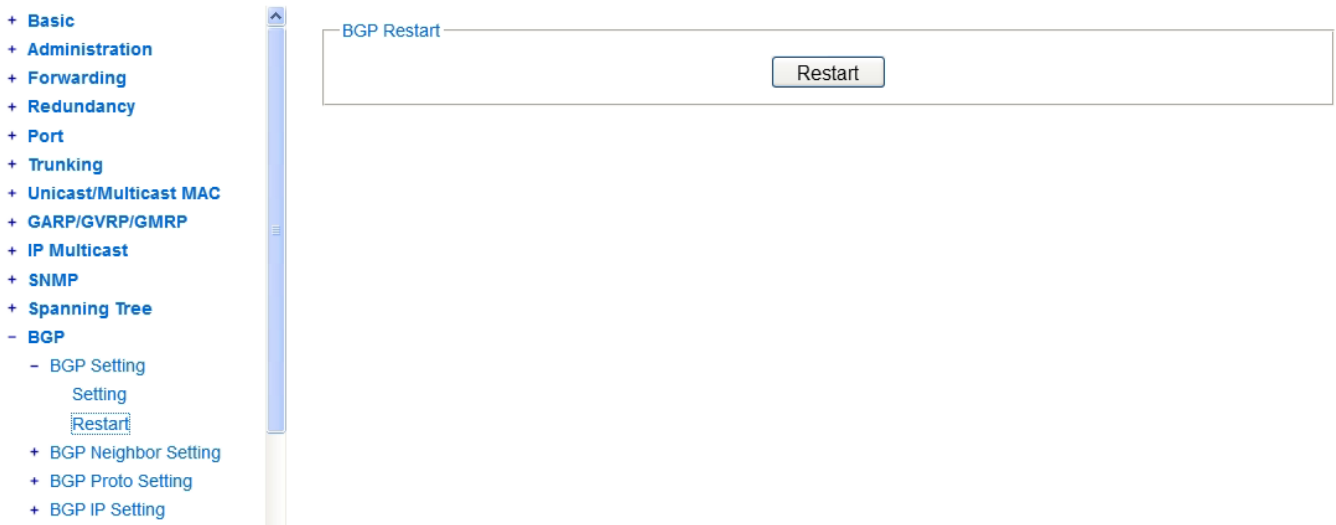 + Basic
+ Administration
+ Forwarding
+ Redundancy
+ Port
+ Trunking
+ Unicast/Multicast MAC
+ GARP/GVRP/GMRP
+ IP Multicast
+ SNMP
+ Spanning Tree
- BGP
- BGP Setting
Setting
Restart
+ BGP Neighbor Setting
+ BGP Proto Setting
+ BGP IP Setting
BGP Restart
Restart